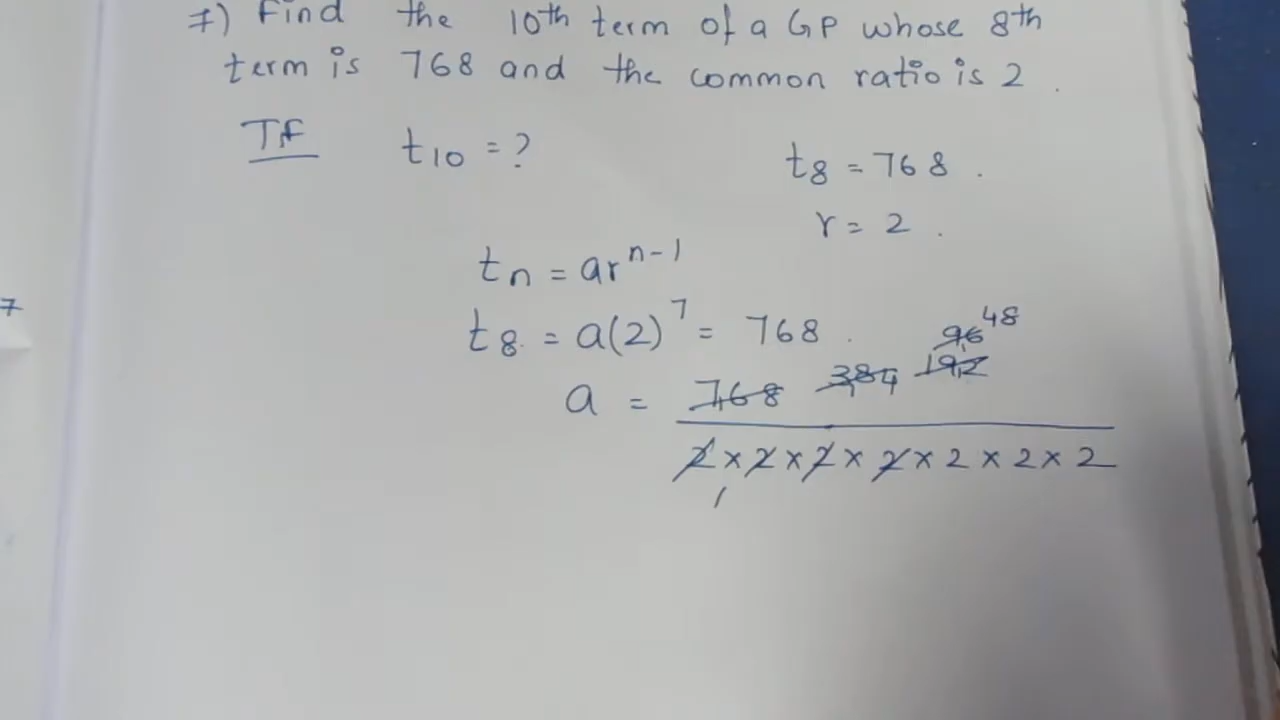 7) Find the 10th term of a GP whose 8th
term is 768 and the common ratio is 2.
TF t10 = ? t8 = 768.
r = 2.
tn = ar^n-1
7
t8 = a(2)^7 = 768.
96 48
a = 768 384 192
2 × 2 × 2 × 2 × 2 × 2 × 2
1